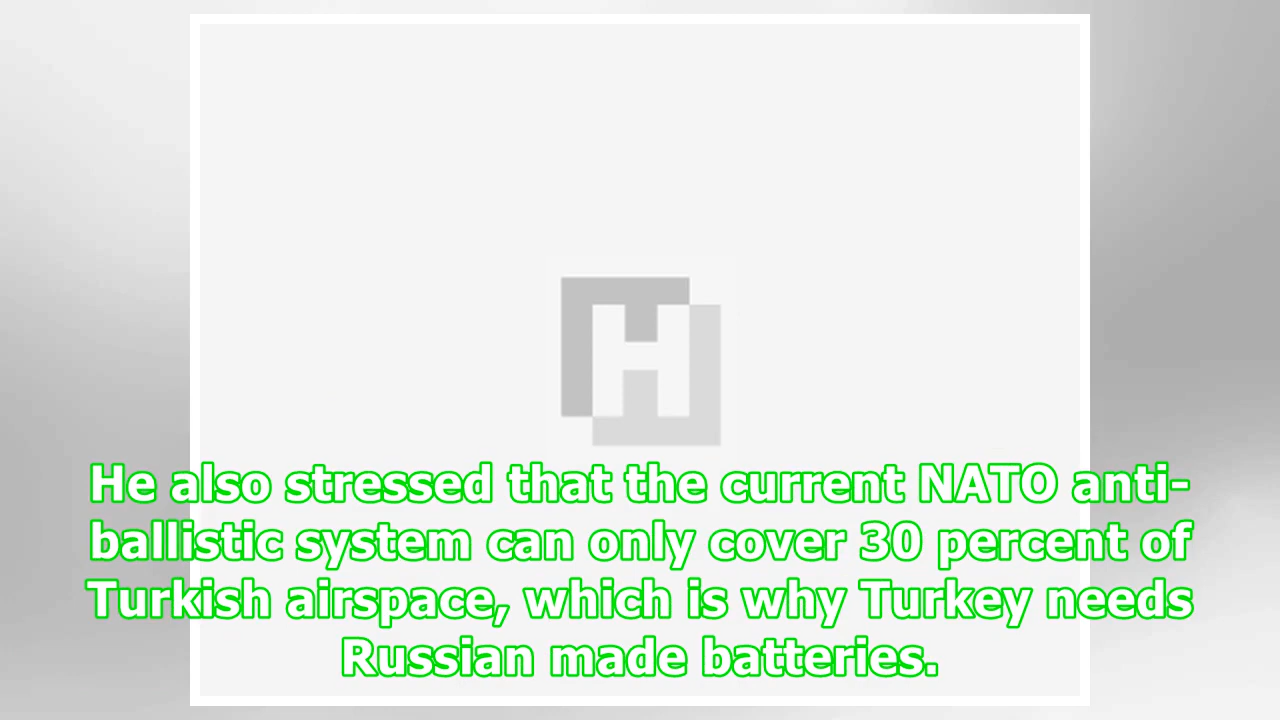 He also stressed that the current NATO anti-
ballistic system can only cover 30 percent of
Turkish airspace, which is why Turkey needs
Russian made batteries.